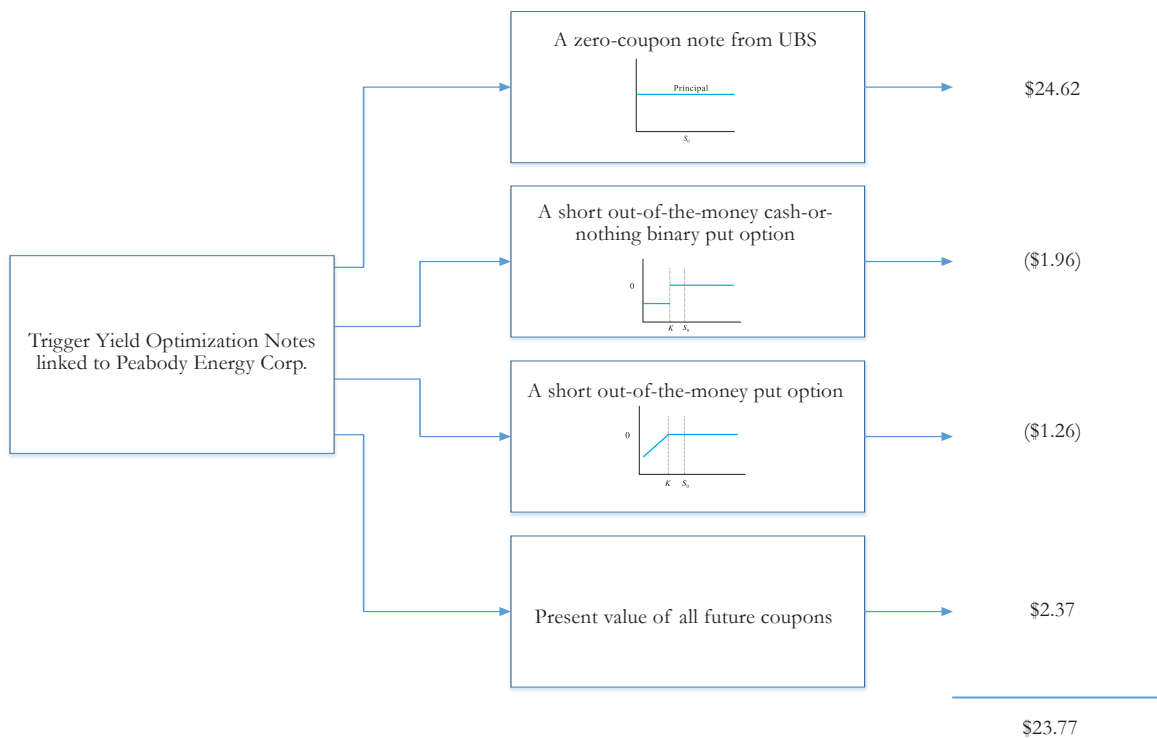 A zero-coupon note from UBS
Principal
S0
$24.62
A short out-of-the-money cash-or-
nothing binary put option
0
K
S0
($1.96)
Trigger Yield Optimization Notes
linked to Peabody Energy Corp.
A short out-of-the-money put option
0
K
S0
($1.26)
Present value of all future coupons
$2.37
$23.77